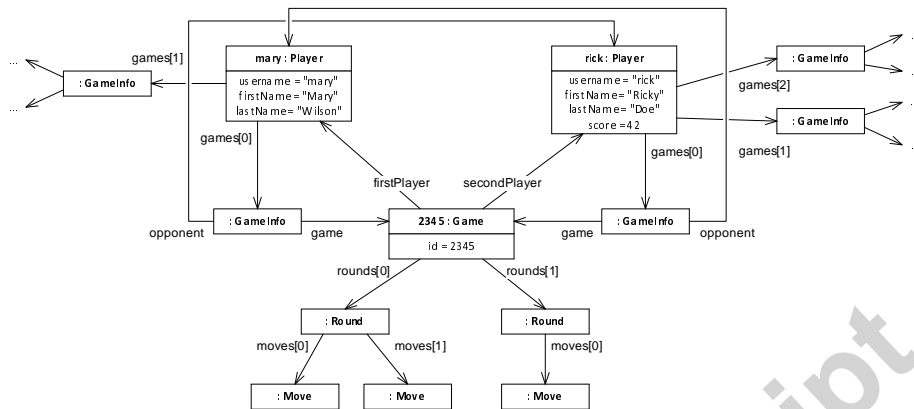 mary: Player
username = "mary"
firstName = "Mary"
lastName = "Wilson"
rick: Player
username = "rick"
firstName = "Ricky"
lastName = "Doe"
score =42
games[1]
: GameInfo
...
...
: GameInfo
games[2]
: GameInfo
games[1]
games[0]
games[0]
firstPlayer
secondPlayer
: GameInfo
opponent
game
2345: Game
id = 2345
game
: GameInfo
opponent
rounds[0]
rounds[1]
: Round
: Round
moves[0]
moves[1]
moves[0]
: Move
: Move
: Move